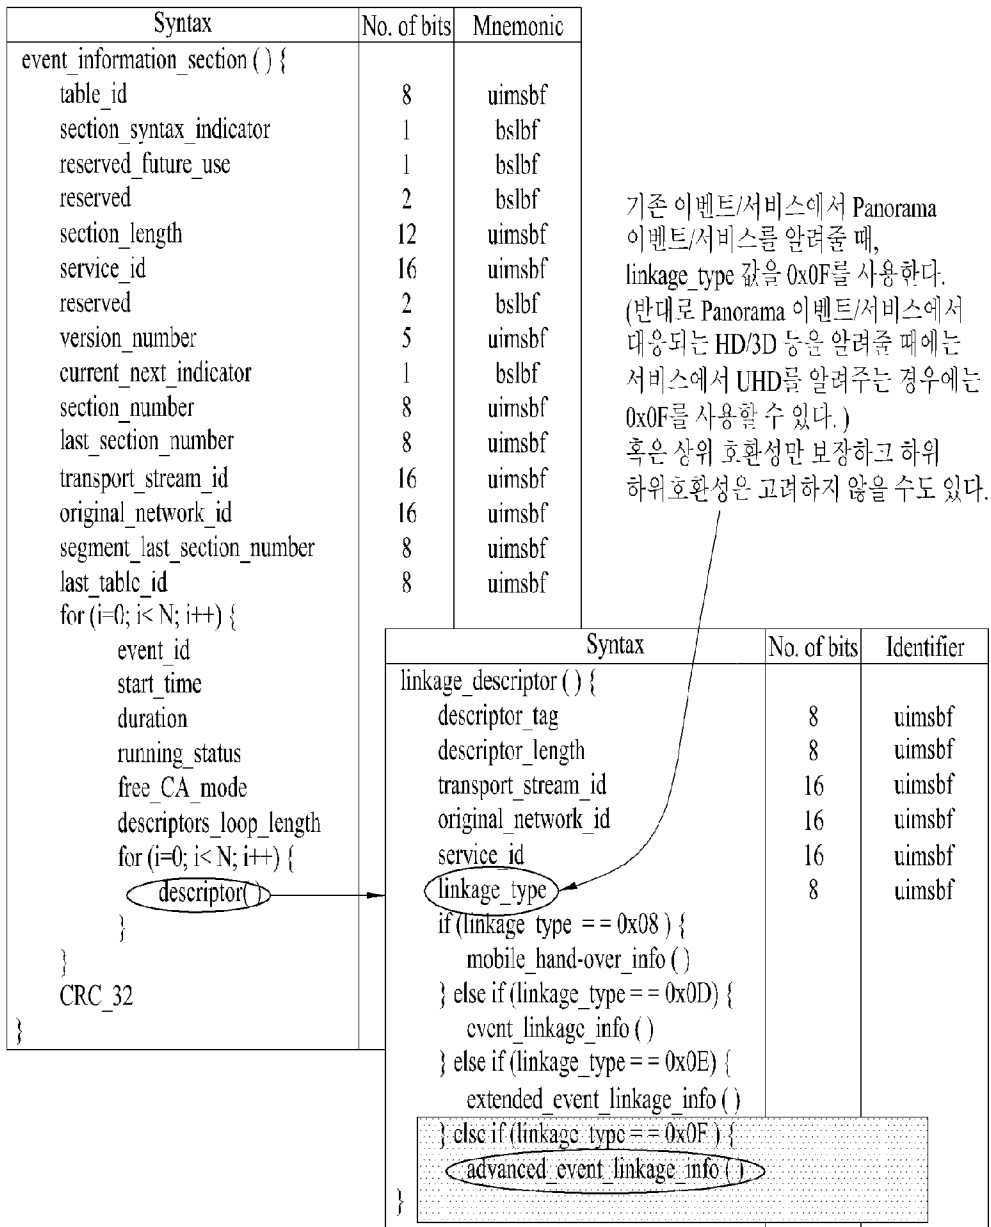 Syntax No. of bits Mnemonic
event_information_section ( ) {
table_id 8 uimsbf
section_syntax_indicator 1 bslbf
reserved_future_use 1 bslbf
reserved 2 bslbf
section_length 12 uimsbf
service_id 16 uimsbf
reserved 2 bslbf
version_number 5 uimsbf
current_next_indicator 1 bslbf
section_number 8 uimsbf
last_section_number 8 uimsbf
transport_stream_id 16 uimsbf
original_network_id 16 uimsbf
segment_last_section_number 8 uimsbf
last_table_id 8 uimsbf
for (i=0; i< N; i++) {
event_id
start_time
duration
running_status
free_CA_mode
descriptors_loop_length
for (i=0; i< N; i++) {
descriptor( )
}
}
CRC_32
}
기존 이벤트/서비스에서 Panorama
이벤트/서비스를 알려줄 때,
linkage_type 값을 0x0F를 사용한다.
(반대로 Panorama 이벤트/서비스에서
대응되는 HD/3D 등을 알려줄 때에는
서비스에서 UHD를 알려주는 경우에는
0x0F를 사용할 수 있다. )
혹은 상위 호환성만 보장하고 하위
하위호환성은 고려하지 않을 수도 있다.
Syntax No. of bits Identifier
linkage_descriptor ( ) {
descriptor_tag 8 uimsbf
descriptor_length 8 uimsbf
transport_stream_id 16 uimsbf
original_network_id 16 uimsbf
service_id 16 uimsbf
linkage_type 8 uimsbf
if (linkage_type = = 0x08 ) {
mobile_hand-over_info ( )
} else if (linkage_type = = 0x0D) {
event_linkage_info ( )
} else if (linkage_type = = 0x0E) {
extended_event_linkage_info ( )
} else if (linkage_type = = 0x0F ) {
advanced_event_linkage_info ( )
}